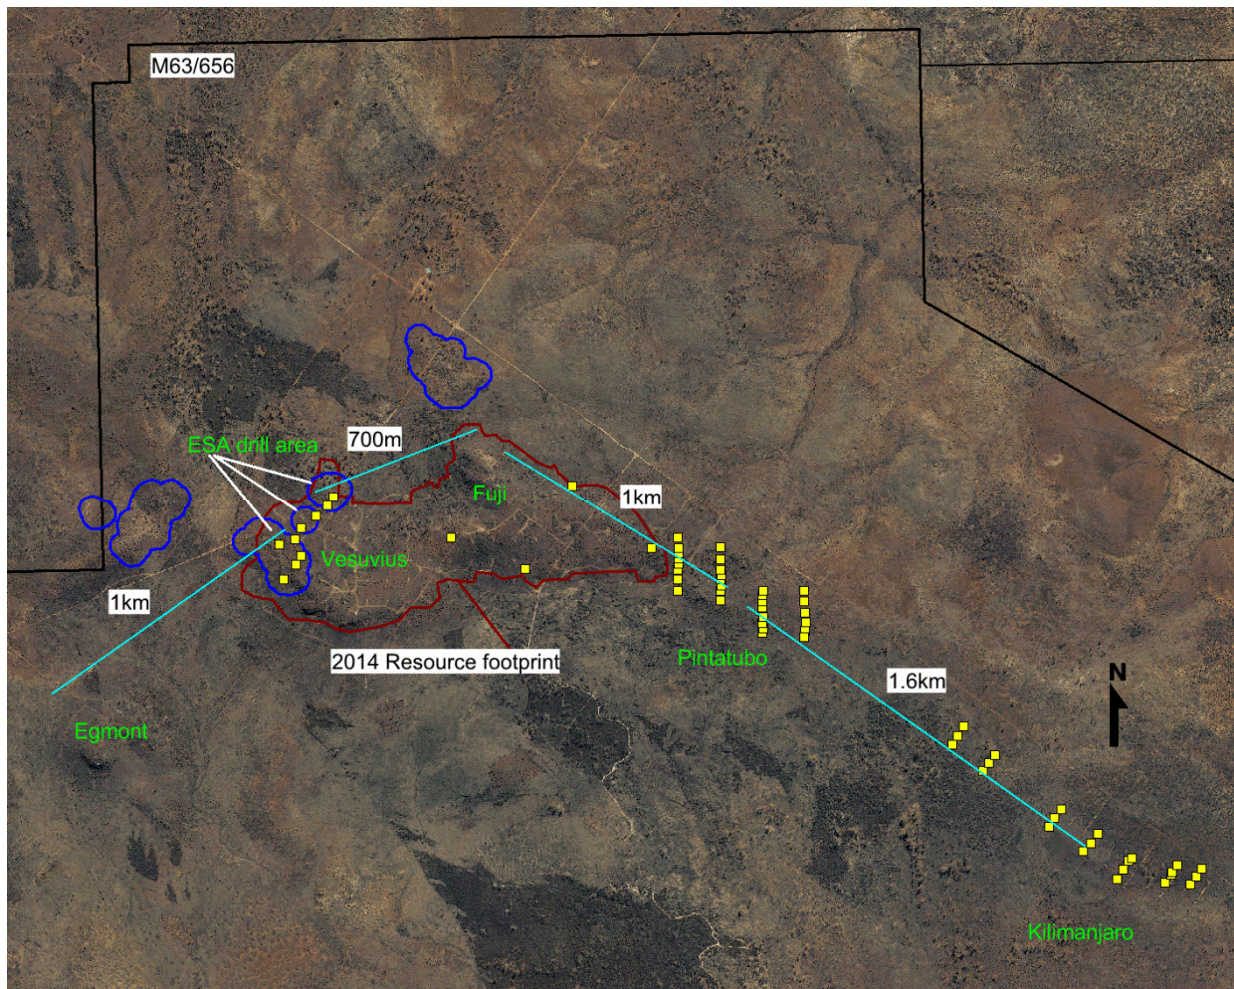 M63/656
ESA drill area
700m
Fuji
1km
Vesuvius
1km
2014 Resource footprint
Pintatubo
N
1.6km
Egmont
Kilimanjaro